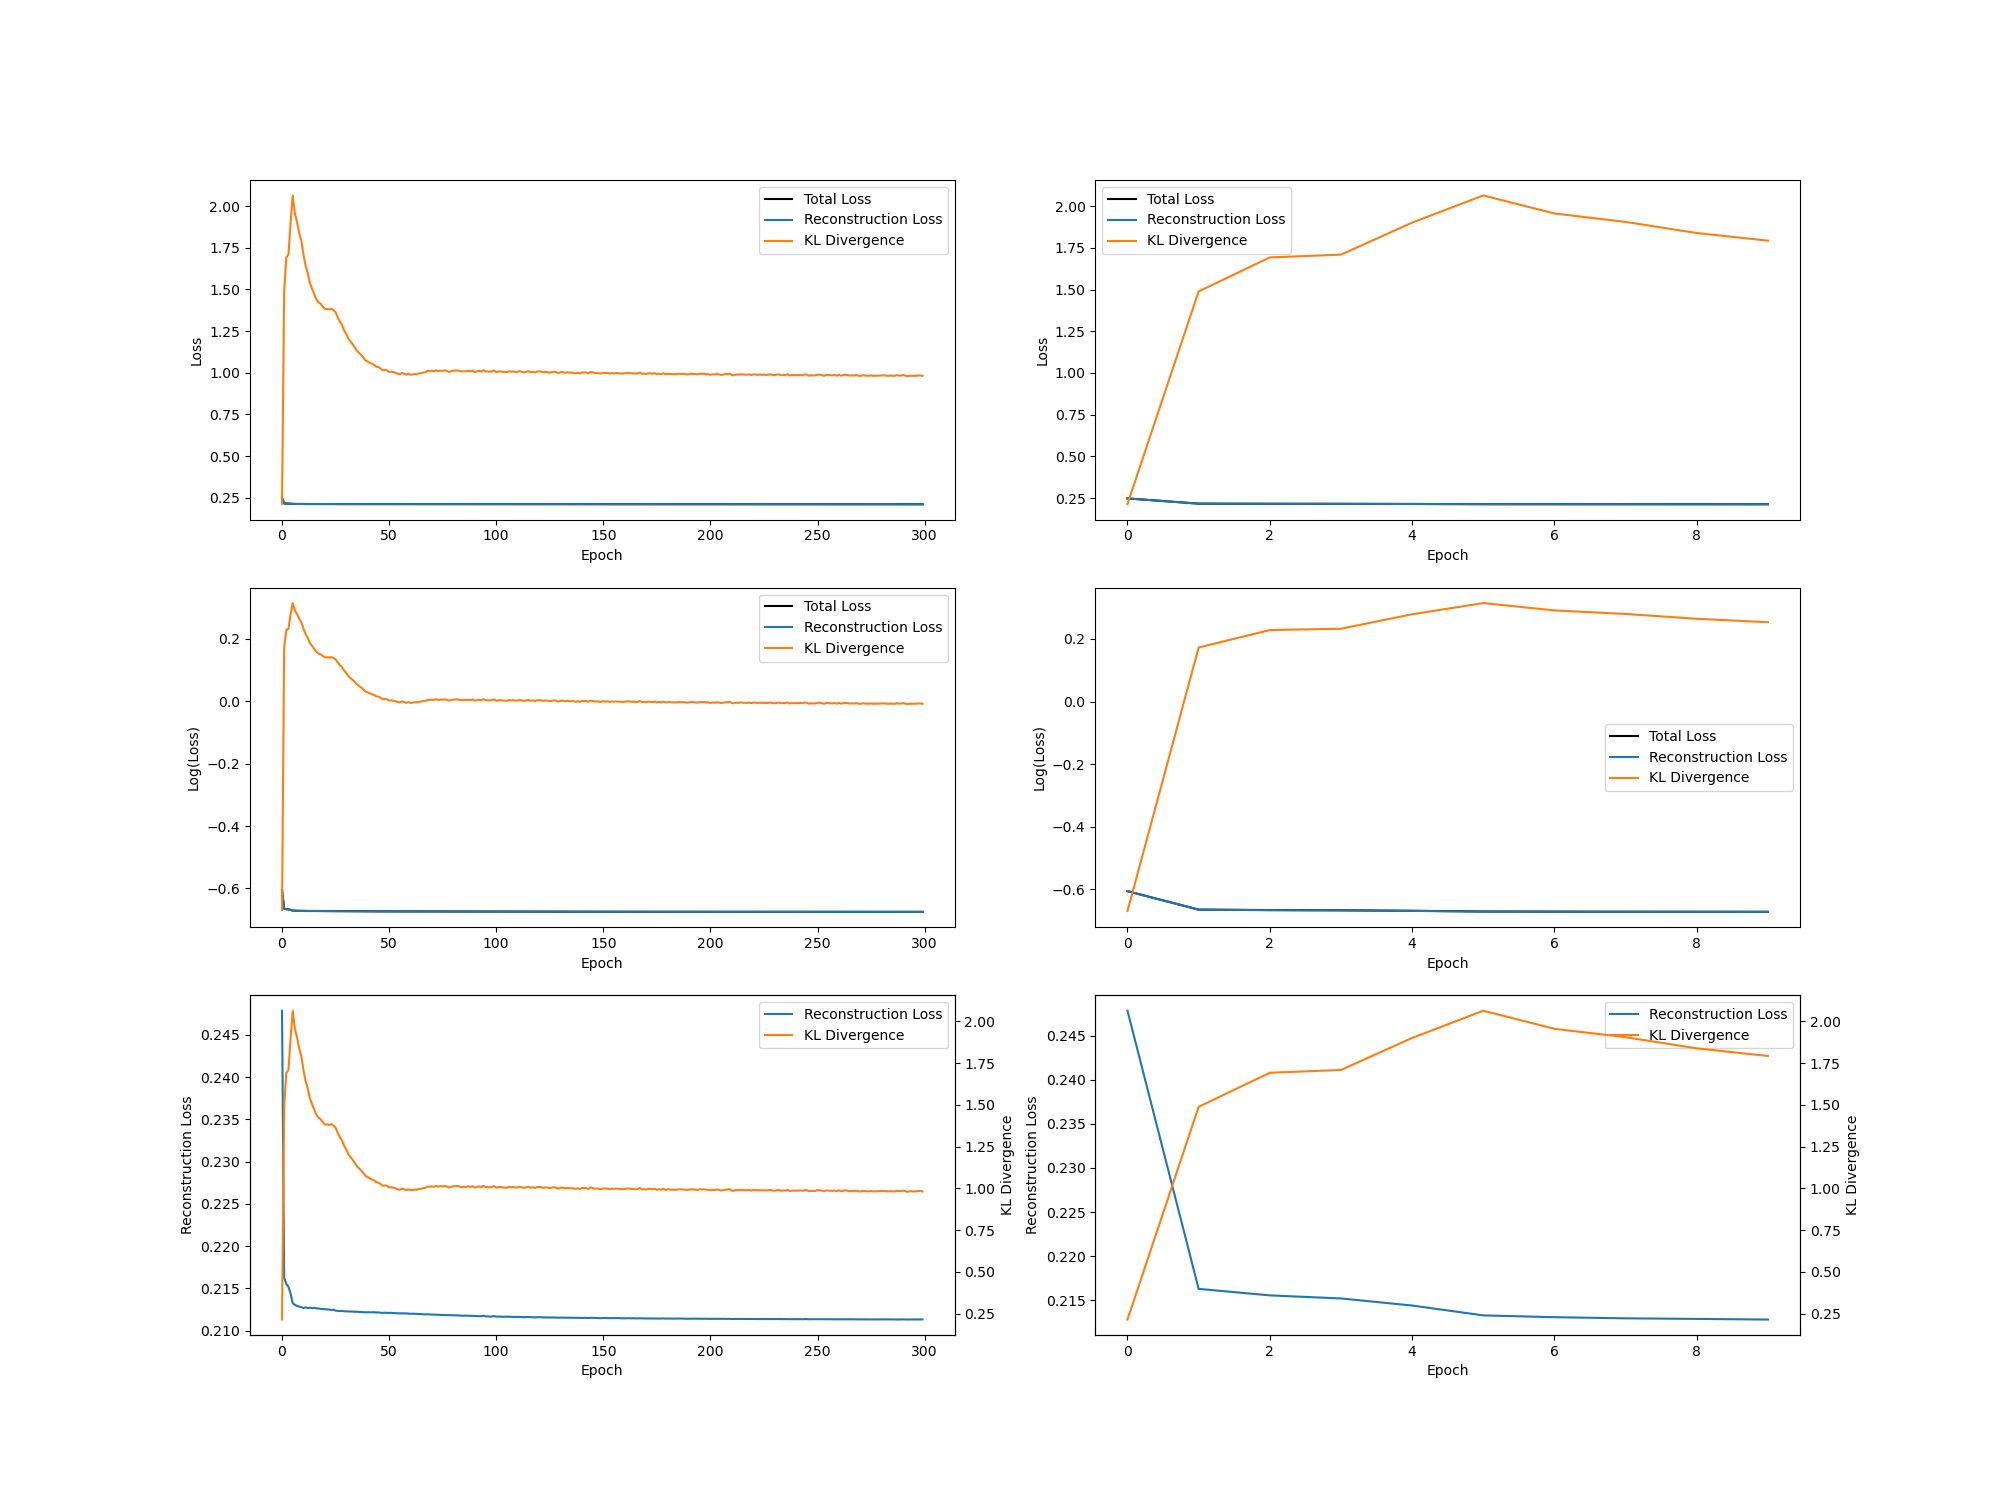 Total Loss
Reconstruction Loss
KL Divergence
2.00
1.75
1.50
1.25
1.00
0.75
0.50
0.25
Loss
0 50 100 150 200 250 300
Epoch
Total Loss
Reconstruction Loss
KL Divergence
2.00
1.75
1.50
1.25
1.00
0.75
0.50
0.25
Loss
0 2 4 6 8
Epoch
Total Loss
Reconstruction Loss
KL Divergence
0.2
0.0
−0.2
−0.4
−0.6
Log(Loss)
0 50 100 150 200 250 300
Epoch
Total Loss
Reconstruction Loss
KL Divergence
0.2
0.0
−0.2
−0.4
−0.6
Log(Loss)
0 2 4 6 8
Epoch
Reconstruction Loss
KL Divergence
0.245
0.240
0.235
0.230
0.225
0.220
0.215
0.210
Reconstruction Loss
2.00
1.75
1.50
1.25
1.00
0.75
0.50
0.25
KL Divergence
0 50 100 150 200 250 300
Epoch
Reconstruction Loss
KL Divergence
0.245
0.240
0.235
0.230
0.225
0.220
0.215
Reconstruction Loss
2.00
1.75
1.50
1.25
1.00
0.75
0.50
0.25
KL Divergence
0 2 4 6 8
Epoch